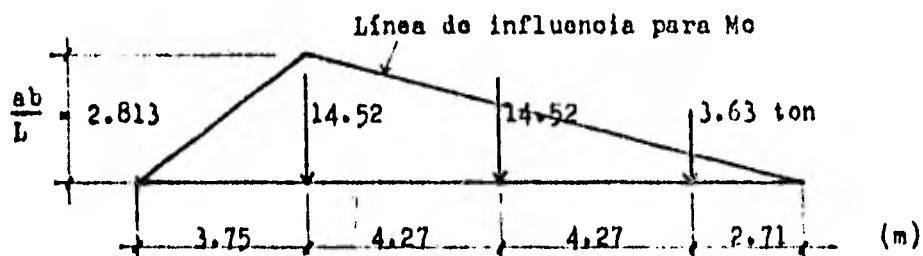 Línea de influencia para Mc
ab
L
2.813
14.52
14.52
3.63 ton
3.75
4.27
4.27
2.71
(m)